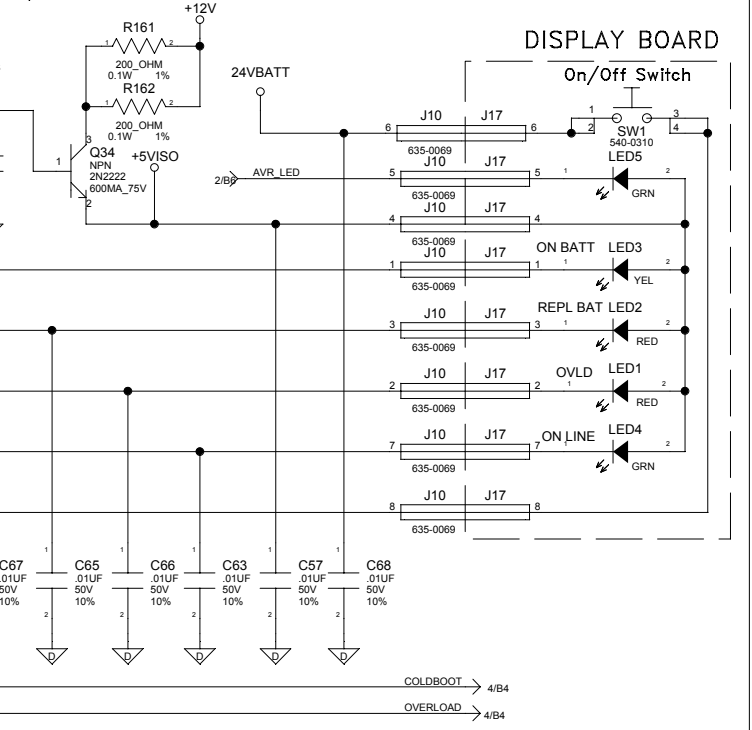 +12V
R161
1 2
200_OHM
0.1W 1%
R162
1 2
200_OHM
0.1W 1%
DISPLAY BOARD
On/Off Switch
24VBATT
1 3
2 4
SW1
540-0310
6 J10 J17 6
635-0069
3
1 Q34
NPN
2N2222
600MA_75V
2
+5VISO
2/B6 AVR_LED
5 J10 J17 5
635-0069
1 LED5 2
GRN
4 J10 J17 4
635-0069
1 J10 J17 1
635-0069
ON BATT LED3
1 2
YEL
3 J10 J17 3
635-0069
REPL BAT LED2
1 2
RED
2 J10 J17 2
635-0069
OVLD LED1
1 2
RED
7 J10 J17 7
635-0069
ON LINE LED4
1 2
GRN
8 J10 J17 8
635-0069
1 1 1 1 1
C67 C65 C66 C63 C57 C68
.01UF .01UF .01UF .01UF .01UF .01UF
50V 50V 50V 50V 50V 50V
10% 10% 10% 10% 10% 10%
2 2 2 2 2
D D D D D
COLDBOOT 4/B4
OVERLOAD 4/B4